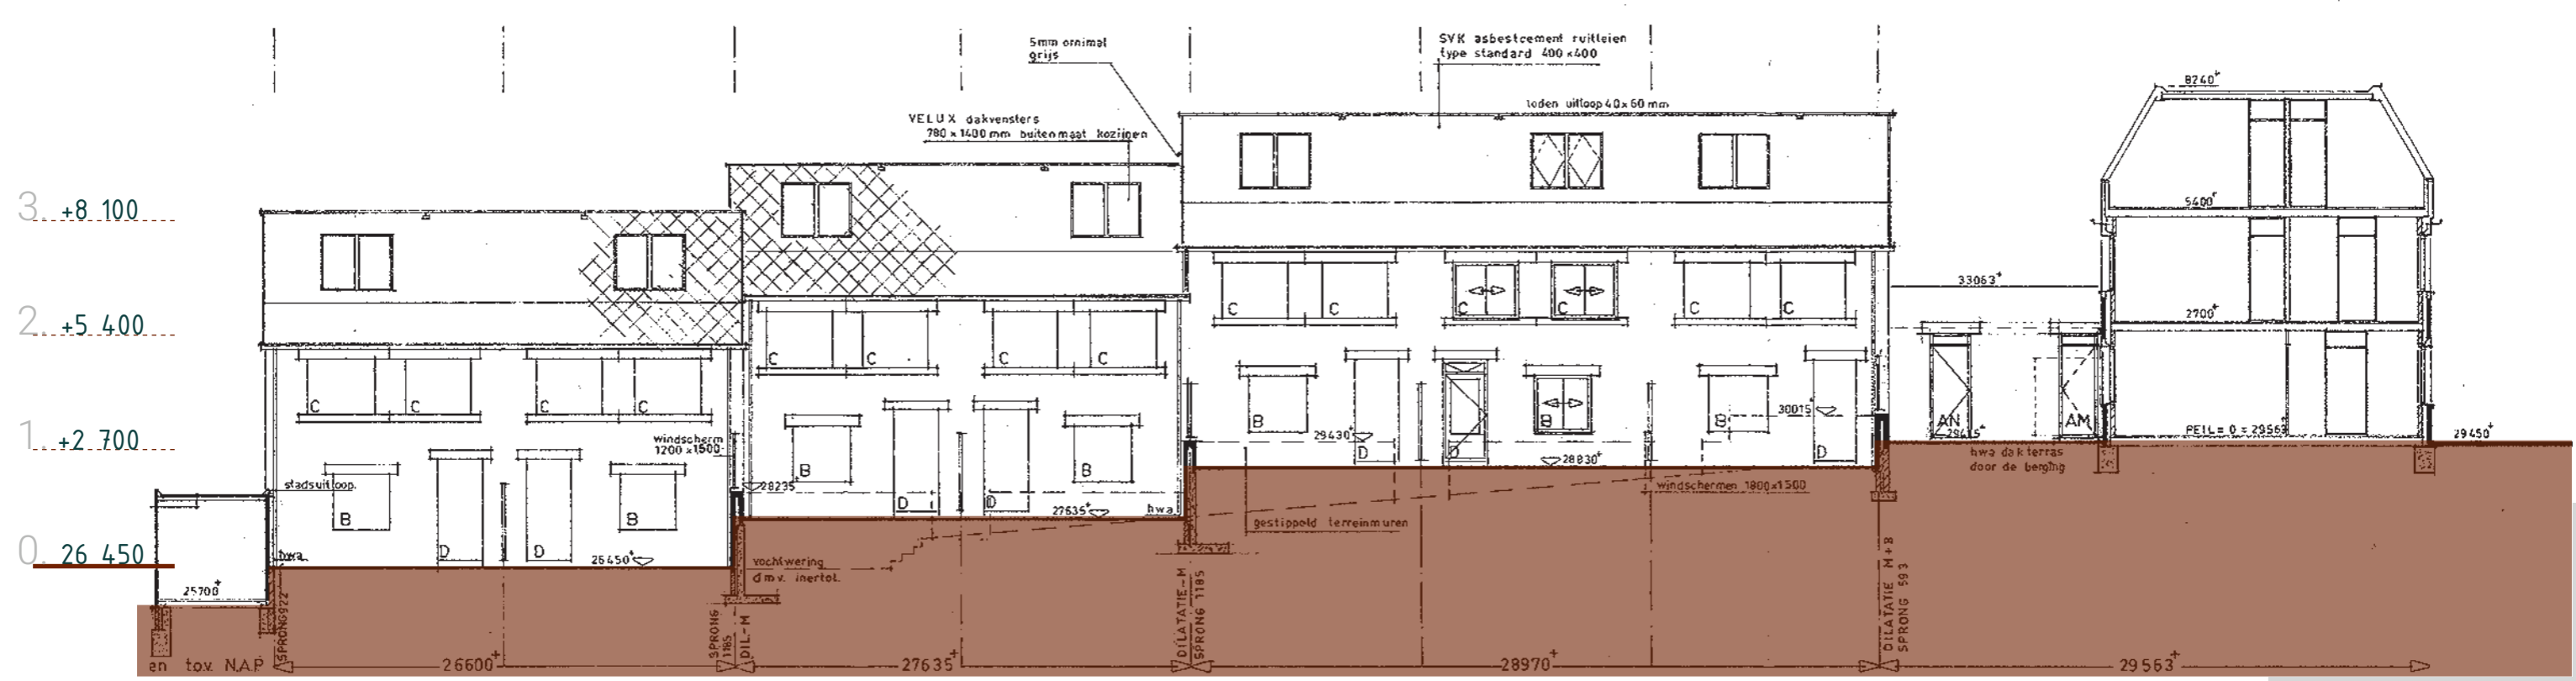 5mm ornimat
grijs
SVK asbestcement ruitleien
type standard 400 x 400
8240+
VELUX dakvensters
780 x 1400 mm buitenmaat kozijnen
loden uitloop 40 x 60 mm
3. +8 100
5400+
33063+
2. +5 400
2700+
C C C C
C C C C
C C C C C C
1. +2 700
windscherm
1200 x 1500
B D D B
B D D B
B D D B B D
29430+
30015+
28830+
AN
AM
PEIL = 0 = 29563
29450+
hwa dakterras
door de berging
stadsuitloop.
28235
27635+
hwa
windschermen 1800 x 1500
gestippeld terreinmuren
0. 26 450
hwa
26450+
vochtwering
d.m.v. inertol.
25700+
SPRONG 922
SPRONG
1185
DIL-M
DILATATIE-M
SPRONG 1185
DILATATIE M+B
SPRONG 593
en t.o.v. N.A.P
26600+
27635+
28970+
29563+